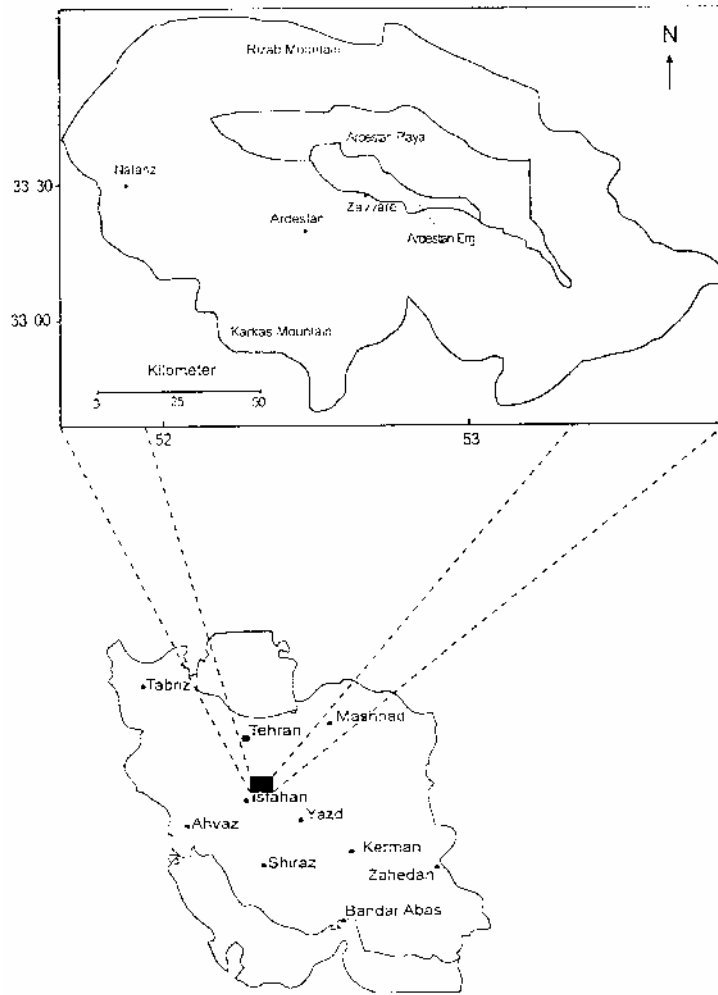 N
Rizab Mountain
Ardestan Playa
Natanz
33 30
Zavvare
Ardestan
Ardestan Erg
33 00
Karkas Mountain
Kilometer
0 25 50
52 53
Tabriz
Mashhad
Tehran
Isfahan
Yazd
Ahvaz
Kerman
Shiraz
Zahedan
Bandar Abas